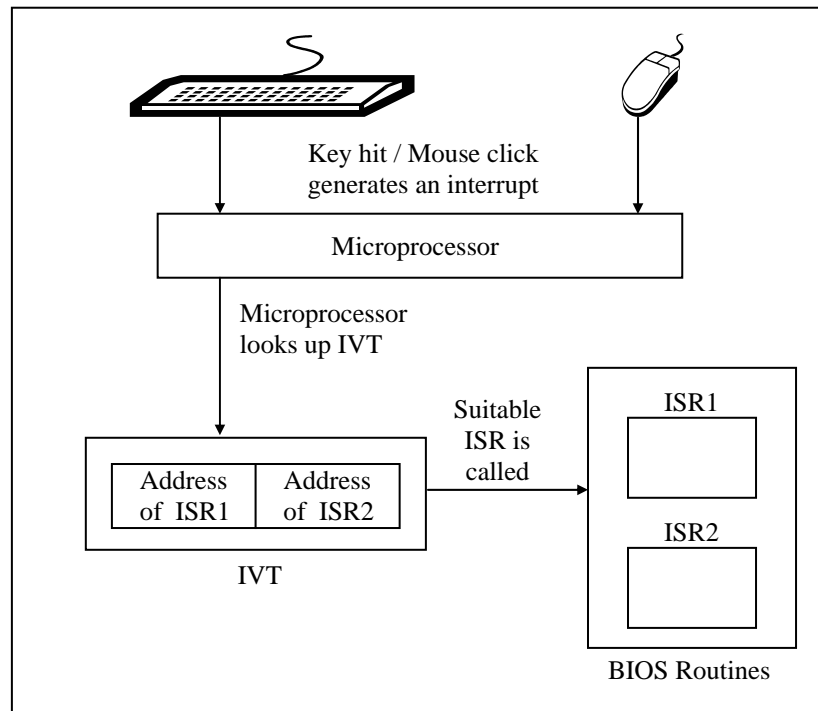 Key hit / Mouse click
generates an interrupt
Microprocessor
Microprocessor
looks up IVT
Suitable
ISR is
called
ISR1
Address
of ISR1
Address
of ISR2
ISR2
IVT
BIOS Routines